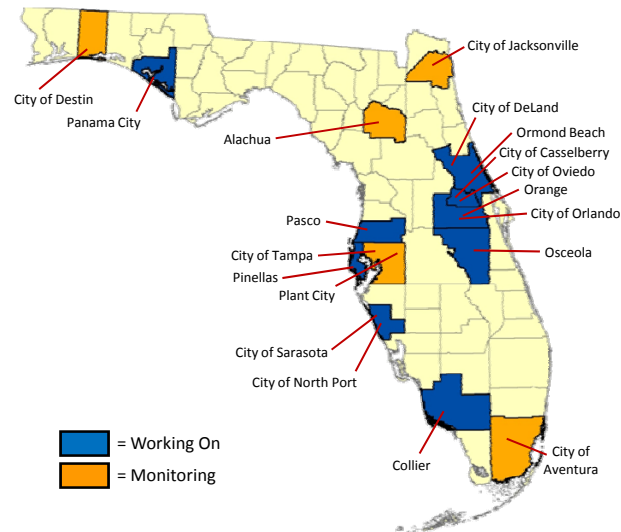 City of Jacksonville
City of Destin
Panama City
City of DeLand
Alachua
Ormond Beach
City of Casselberry
City of Oviedo
Orange
City of Orlando
Pasco
City of Tampa
Osceola
Pinellas
Plant City
City of Sarasota
City of North Port
= Working On
= Monitoring
Collier
City of
Aventura